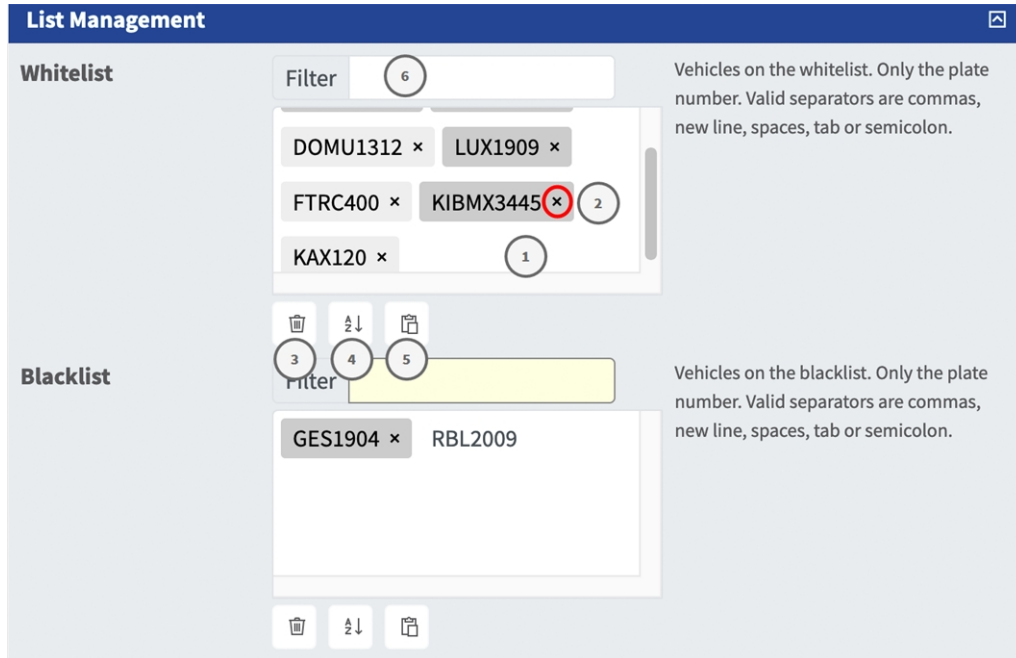 List Management
Whitelist
Filter 6
Vehicles on the whitelist. Only the plate
number. Valid separators are commas,
new line, spaces, tab or semicolon.
DOMU1312 × LUX1909 ×
FTRC400 × KIBMX3445 × 2
KAX120 × 1
3 4 5
Blacklist
Filter
Vehicles on the blacklist. Only the plate
number. Valid separators are commas,
new line, spaces, tab or semicolon.
GES1904 × RBL2009